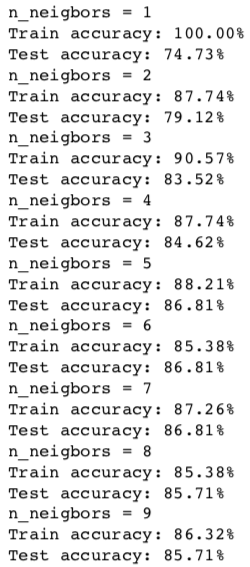 n_neigbors = 1
Train accuracy: 100.00%
Test accuracy: 74.73%
n_neigbors = 2
Train accuracy: 87.74%
Test accuracy: 79.12%
n_neigbors = 3
Train accuracy: 90.57%
Test accuracy: 83.52%
n_neigbors = 4
Train accuracy: 87.74%
Test accuracy: 84.62%
n_neigbors = 5
Train accuracy: 88.21%
Test accuracy: 86.81%
n_neigbors = 6
Train accuracy: 85.38%
Test accuracy: 86.81%
n_neigbors = 7
Train accuracy: 87.26%
Test accuracy: 86.81%
n_neigbors = 8
Train accuracy: 85.38%
Test accuracy: 85.71%
n_neigbors = 9
Train accuracy: 86.32%
Test accuracy: 85.71%